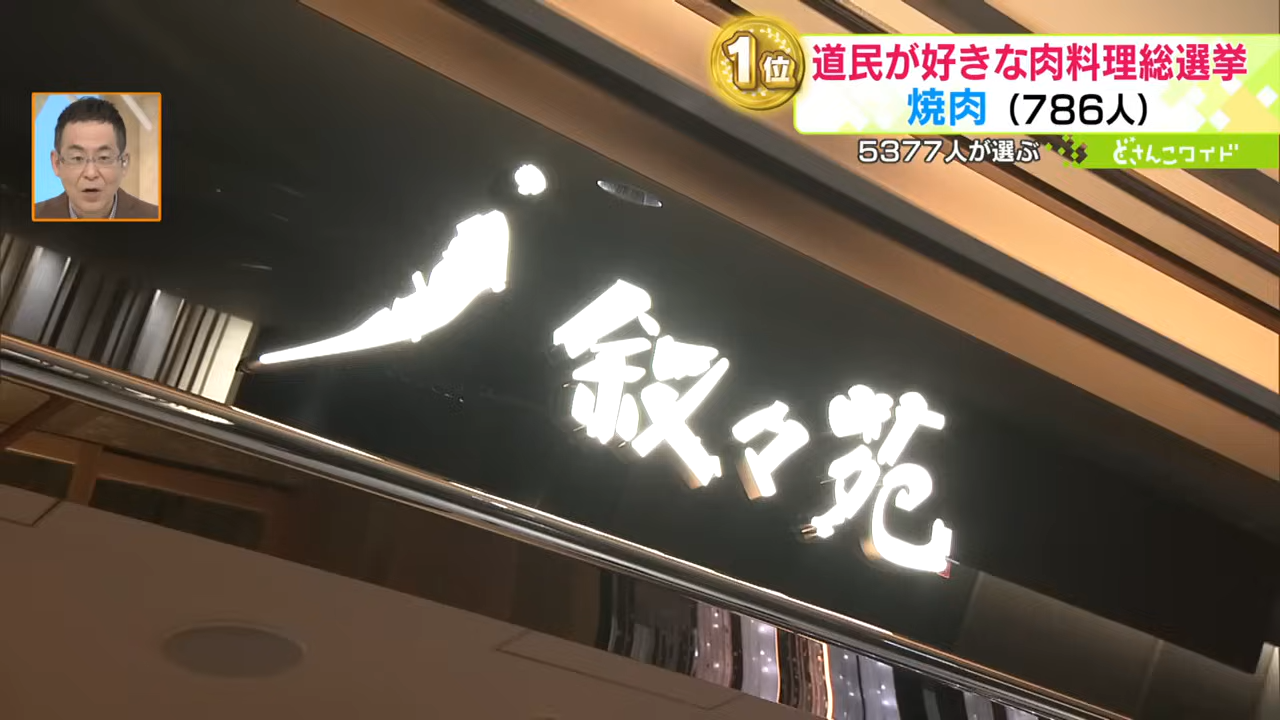 1位
道民が好きな肉料理総選挙
焼肉（786人）
5377人が選ぶ
どさんこワイド
叙々苑